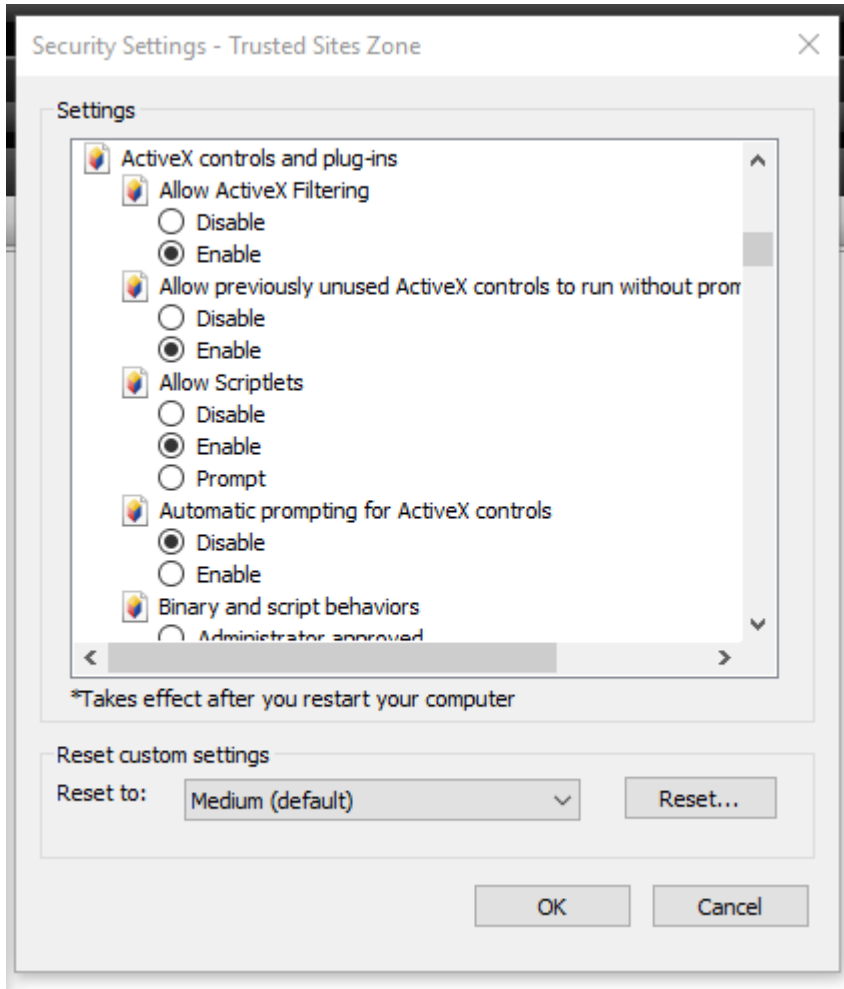 Security Settings - Trusted Sites Zone
Settings
ActiveX controls and plug-ins
Allow ActiveX Filtering
Disable
Enable
Allow previously unused ActiveX controls to run without prom
Disable
Enable
Allow Scriptlets
Disable
Enable
Prompt
Automatic prompting for ActiveX controls
Disable
Enable
Binary and script behaviors
Administrator approved
*Takes effect after you restart your computer
Reset custom settings
Reset to:
Medium (default)
Reset...
OK
Cancel